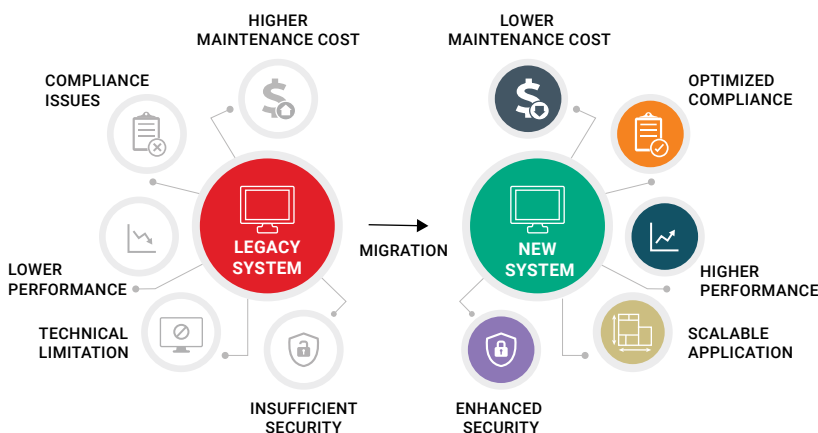 HIGHER
MAINTENANCE COST
COMPLIANCE
ISSUES
LEGACY
SYSTEM
LOWER
PERFORMANCE
TECHNICAL
LIMITATION
INSUFFICIENT
SECURITY
MIGRATION
LOWER
MAINTENANCE COST
OPTIMIZED
COMPLIANCE
NEW
SYSTEM
HIGHER
PERFORMANCE
SCALABLE
APPLICATION
ENHANCED
SECURITY